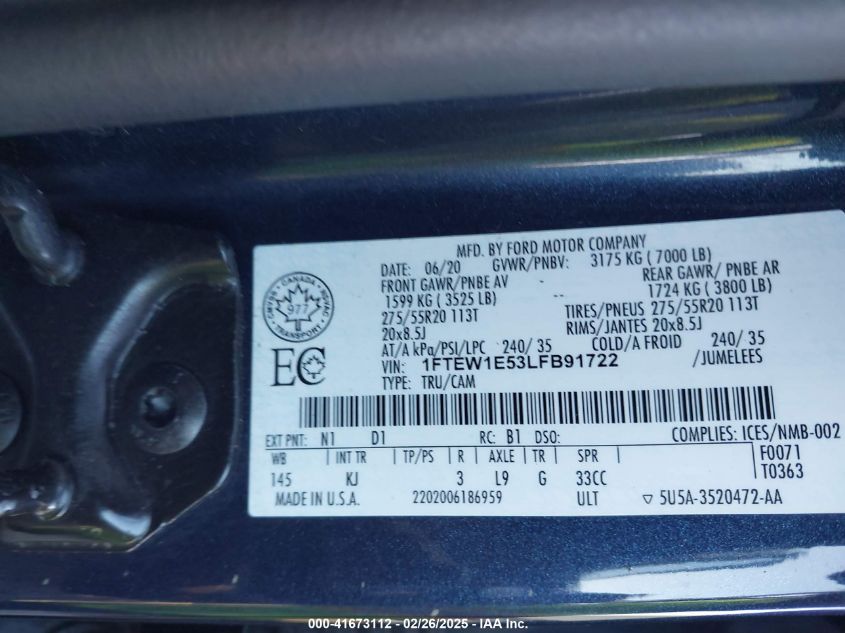 MFD. BY FORD MOTOR COMPANY
DATE: 06/20 GVWR/PNBV: 3175 KG ( 7000 LB)
FRONT GAWR/PNBE AV REAR GAWR/ PNBE AR
1599 KG ( 3525 LB) 1724 KG ( 3800 LB)
275/55R20 113T TIRES/PNEUS 275/55R20 113T
20x8.5J RIMS/JANTES 20x8.5J
AT/A kPa/PSI/LPC 240/ 35 COLD/A FROID 240/ 35
VIN: 1FTEW1E53LFB91722 /JUMELEES
TYPE: TRU/CAM
CANADA
977
TRANSPORT
EC
EXT PNT: N1 D1 RC: B1 DSO: COMPLIES: ICES/NMB-002
WB INT TR TP/PS R AXLE TR SPR F0071
145 KJ 3 L9 G 33CC T0363
MADE IN U.S.A. 2202006186959 ULT ▽ 5U5A-3520472-AA
000-41673112 - 02/26/2025 - IAA Inc.